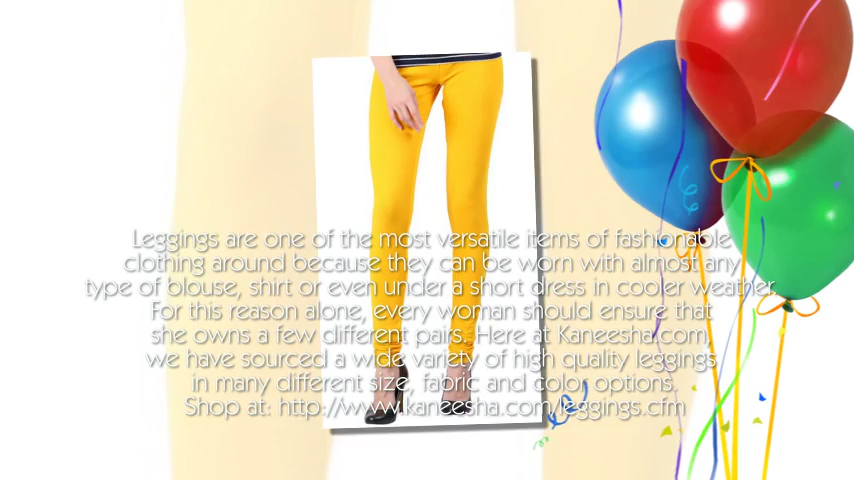 Leggings are one of the most versatile items of fashionable
clothing around because they can be worn with almost any
type of blouse, shirt or even under a short dress in cooler weather.
For this reason alone, every woman should ensure that
she owns a few different pairs. Here at Kaneesha.com,
we have sourced a wide variety of high quality leggings
in many different size, fabric and color options.
Shop at: http://www.kaneesha.com/leggings.cfm